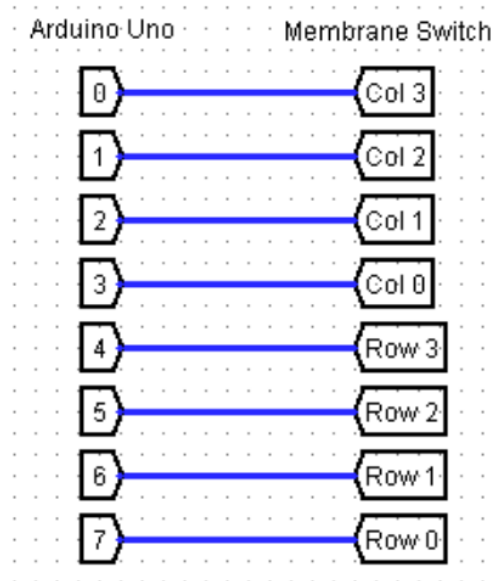 Arduino Uno Membrane Switch
0 Col 3
1 Col 2
2 Col 1
3 Col 0
4 Row 3
5 Row 2
6 Row 1
7 Row 0